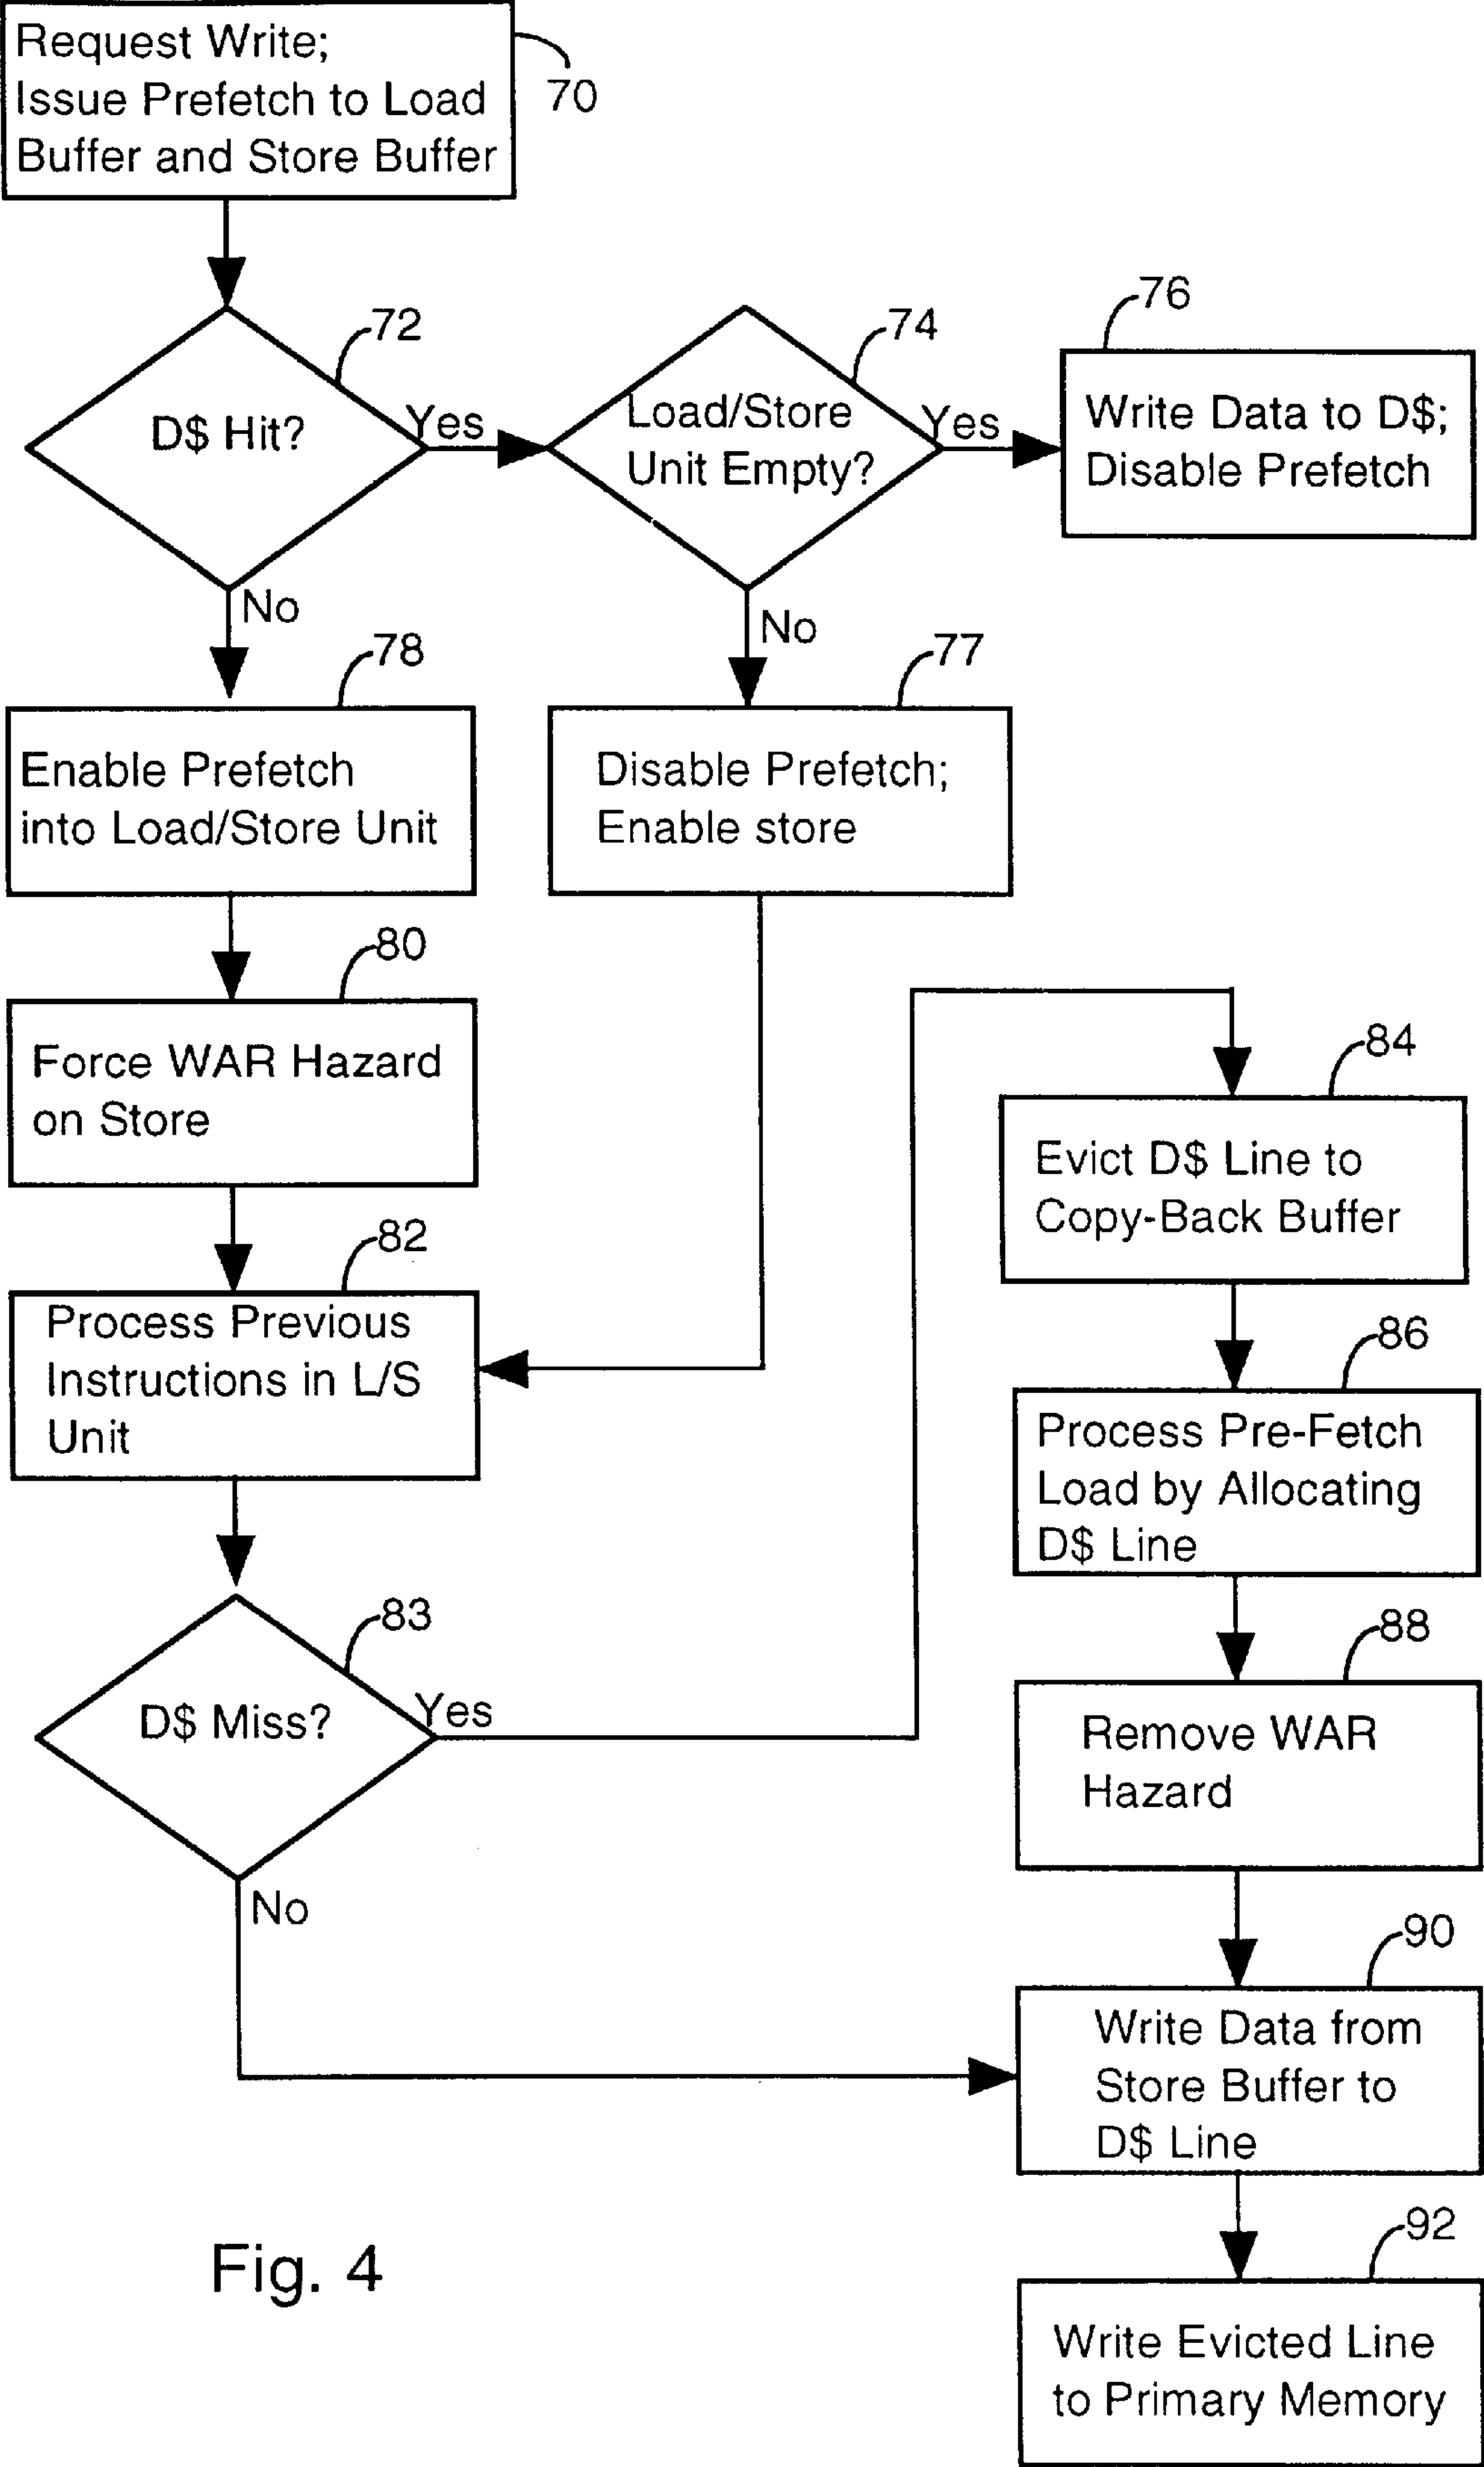 Request Write;
Issue Prefetch to Load
Buffer and Store Buffer
70
72
D$ Hit?
Yes
No
74
Load/Store
Unit Empty?
Yes
No
76
Write Data to D$;
Disable Prefetch
78
Enable Prefetch
into Load/Store Unit
77
Disable Prefetch;
Enable store
80
Force WAR Hazard
on Store
82
Process Previous
Instructions in L/S
Unit
83
D$ Miss?
Yes
No
84
Evict D$ Line to
Copy-Back Buffer
86
Process Pre-Fetch
Load by Allocating
D$ Line
88
Remove WAR
Hazard
90
Write Data from
Store Buffer to
D$ Line
92
Write Evicted Line
to Primary Memory
Fig. 4